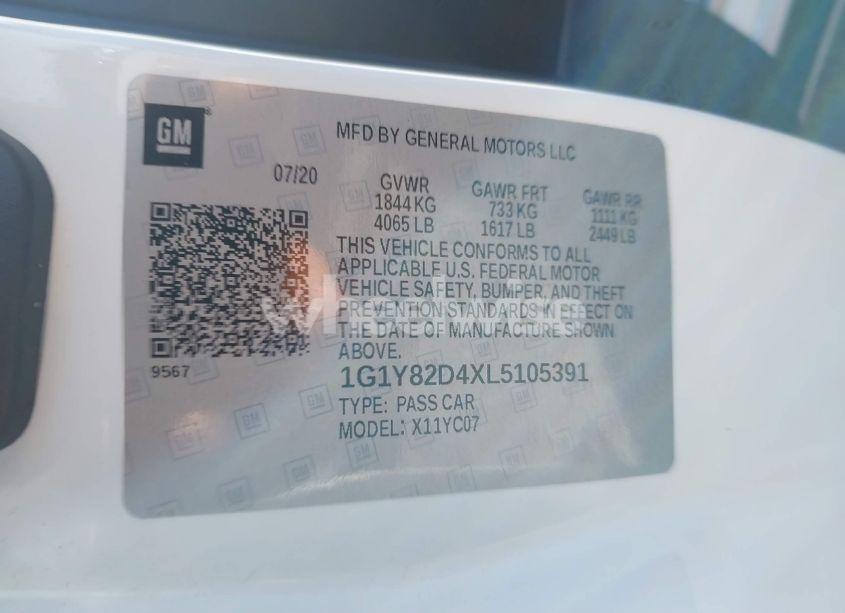 GM
MFD BY GENERAL MOTORS LLC
07/20
GVWR
1844 KG
4065 LB
GAWR FRT
733 KG
1617 LB
GAWR RR
1111 KG
2449 LB
THIS VEHICLE CONFORMS TO ALL
APPLICABLE U.S. FEDERAL MOTOR
VEHICLE SAFETY, BUMPER, AND THEFT
PREVENTION STANDARDS IN EFFECT ON
THE DATE OF MANUFACTURE SHOWN
ABOVE.
9567
1G1Y82D4XL5105391
TYPE: PASS CAR
MODEL: X11YC07